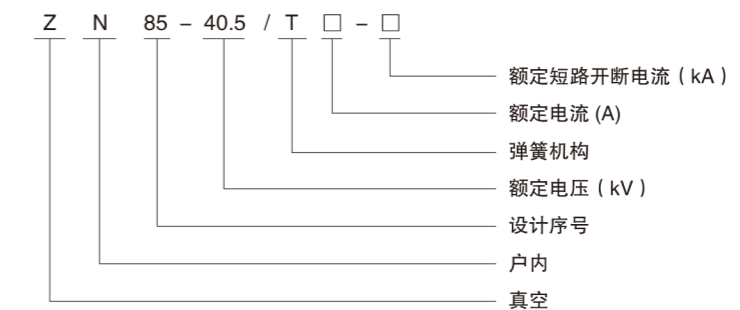 Z N 85 – 40.5 / T □ – □
额定短路开断电流（kA）
额定电流 (A)
弹簧机构
额定电压（kV）
设计序号
户内
真空